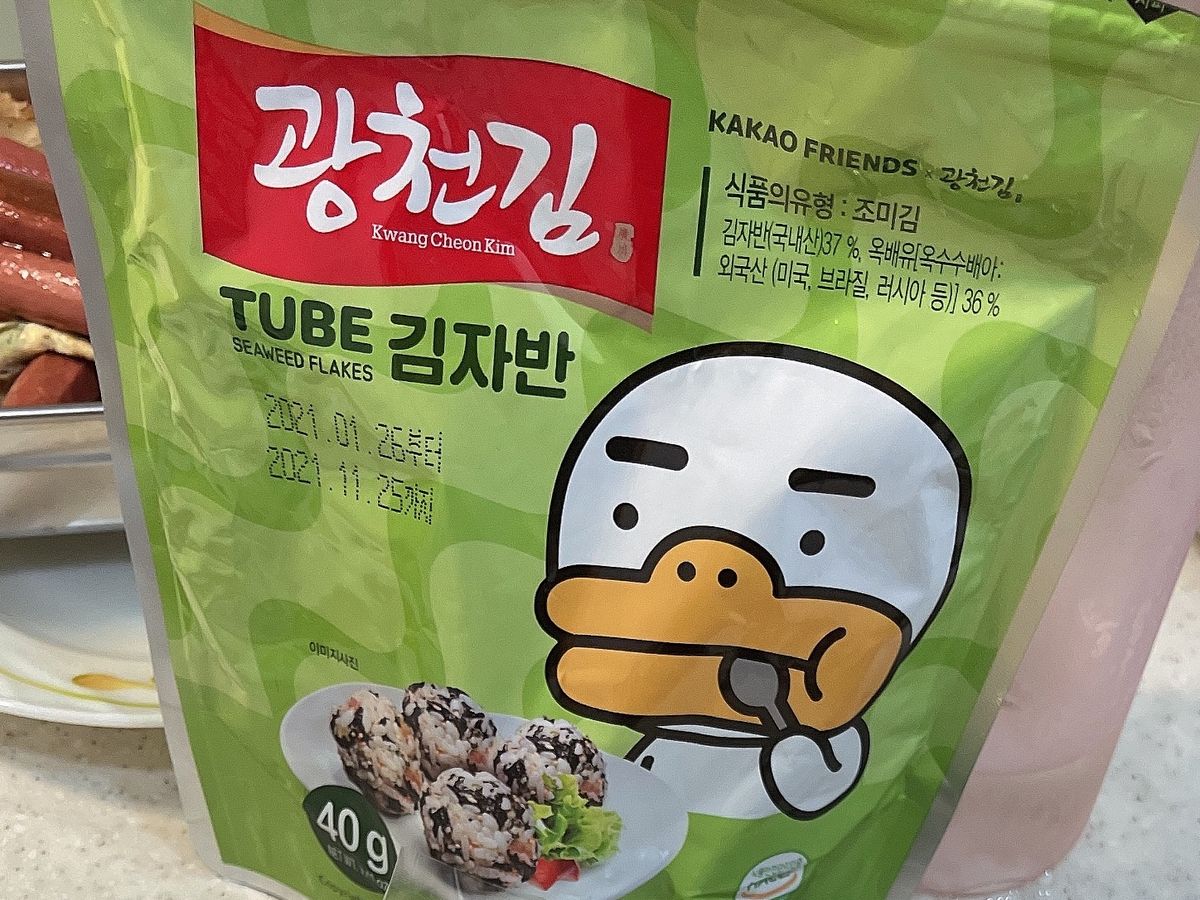 광천김
Kwang Cheon Kim
KAKAO FRIENDS × 광천김
식품의유형 : 조미김
김자반(국내산)37 %, 옥배유[옥수수배아:
외국산 (미국, 브라질, 러시아 등)] 36 %
TUBE 김자반
SEAWEED FLAKES
2021.01.26부터
2021.11.25까지
이미지사진
40 g
NET WT.